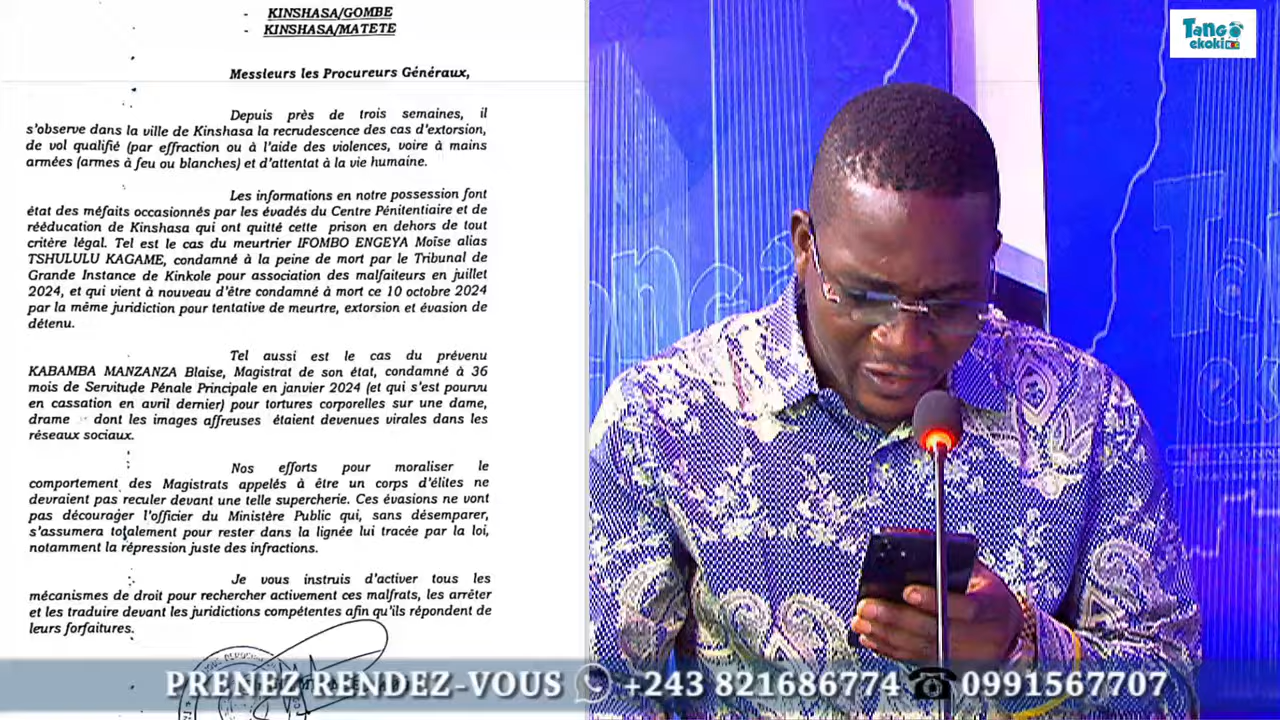 - KINSHASA/GOMBE
- KINSHASA/MATETE
Messieurs les Procureurs Généraux,
Depuis près de trois semaines, il
s'observe dans la ville de Kinshasa la recrudescence des cas d'extorsion,
de vol qualifié (par effraction ou à l'aide des violences, voire à mains
armées (armes à feu ou blanches) et d'attentat à la vie humaine.
Les informations en notre possession font
état des méfaits occasionnés par les évadés du Centre Pénitentiaire et de
rééducation de Kinshasa qui ont quitté cette prison en dehors de tout
critère légal. Tel est le cas du meurtrier IFOMBO ENGEYA Moïse alias
TSHULULU KAGAME, condamné à la peine de mort par le Tribunal de
Grande Instance de Kinkole pour association des malfaiteurs en juillet
2024, et qui vient à nouveau d'être condamné à mort ce 10 octobre 2024
par la même juridiction pour tentative de meurtre, extorsion et évasion de
détenu.
Tel aussi est le cas du prévenu
KABAMBA MANZANZA Blaise, Magistrat de son état, condamné à 36
mois de Servitude Pénale Principale en janvier 2024 (et qui s'est pourvu
en cassation en avril dernier) pour tortures corporelles sur une dame,
drame dont les images affreuses étaient devenues virales dans les
réseaux sociaux.
Nos efforts pour moraliser le
comportement des Magistrats appelés à être un corps d'élites ne
devraient pas reculer devant une telle supercherie. Ces évasions ne vont
pas décourager l'officier du Ministère Public qui, sans désemparer,
s'assumera totalement pour rester dans la lignée lui tracée par la loi,
notamment la répression juste des infractions.
Je vous instruis d'activer tous les
mécanismes de droit pour rechercher activement ces malfrats, les arrêter
et les traduire devant les juridictions compétentes afin qu'ils répondent de
leurs forfaitures.
Tango
ekoki
PRENEZ RENDEZ-VOUS +243 821686774 0991567707